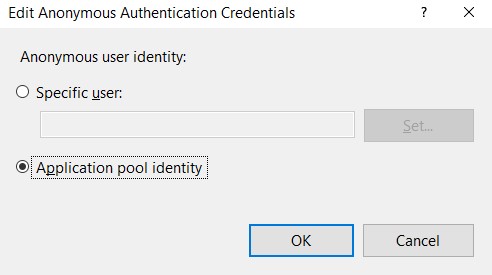 Edit Anonymous Authentication Credentials ? ×
Anonymous user identity:
Specific user:
Set...
Application pool identity
OK Cancel